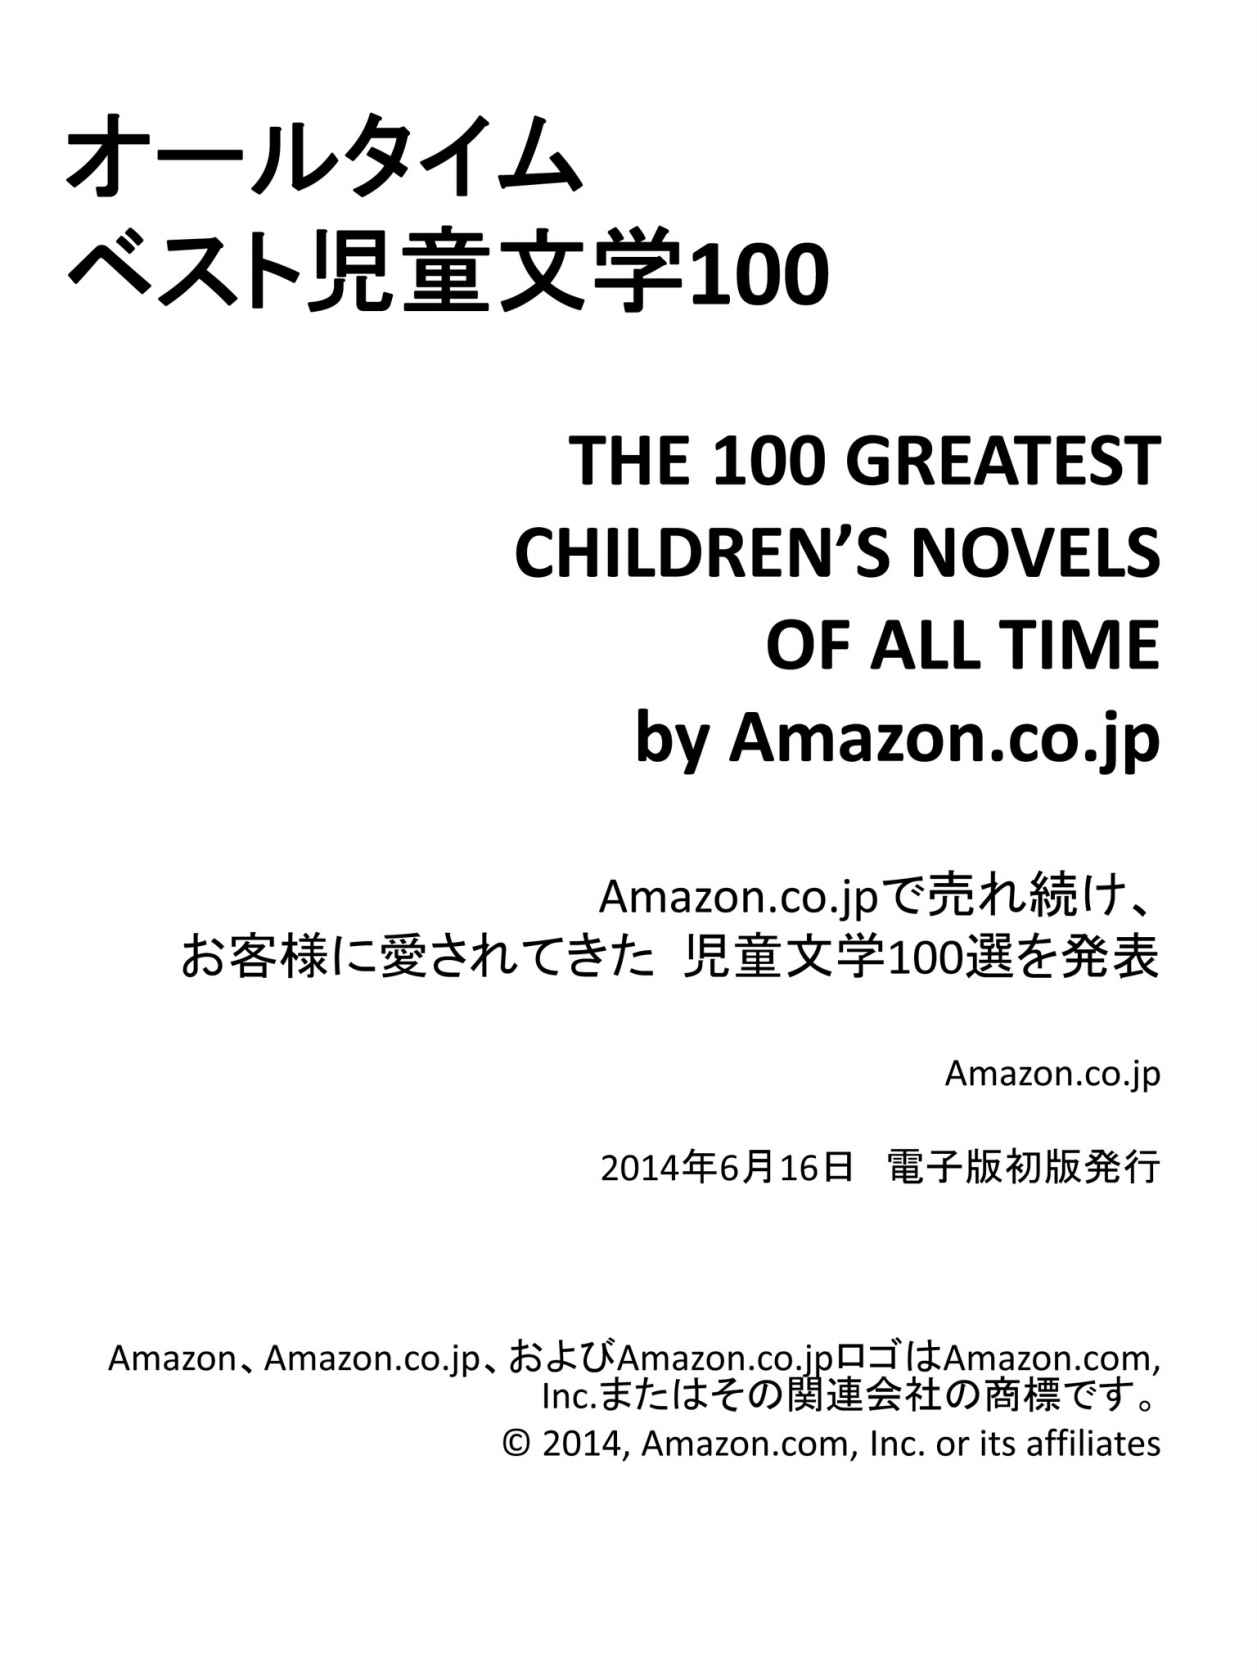 オールタイム
ベスト児童文学100
THE 100 GREATEST
CHILDREN’S NOVELS
OF ALL TIME
by Amazon.co.jp
Amazon.co.jpで売れ続け、
お客様に愛されてきた 児童文学100選を発表
Amazon.co.jp
2014年6月16日 電子版初版発行
Amazon、Amazon.co.jp、およびAmazon.co.jpロゴはAmazon.com,
Inc.またはその関連会社の商標です。
© 2014, Amazon.com, Inc. or its affiliates